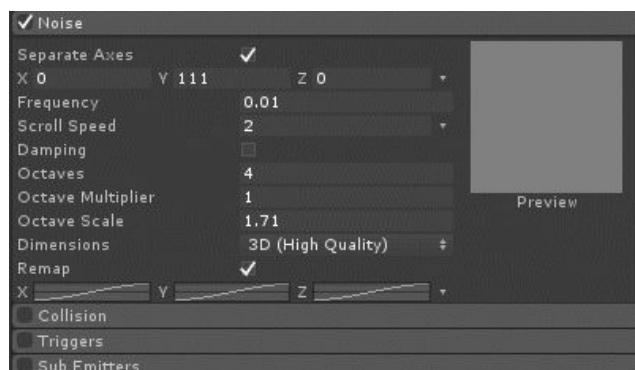 Noise
Separate Axes
X 0 Y 111 Z 0
Frequency 0.01
Scroll Speed 2
Damping
Octaves 4
Octave Multiplier 1
Octave Scale 1.71
Dimensions 3D (High Quality)
Remap
X Y Z
Preview
Collision
Triggers
Sub Emitters